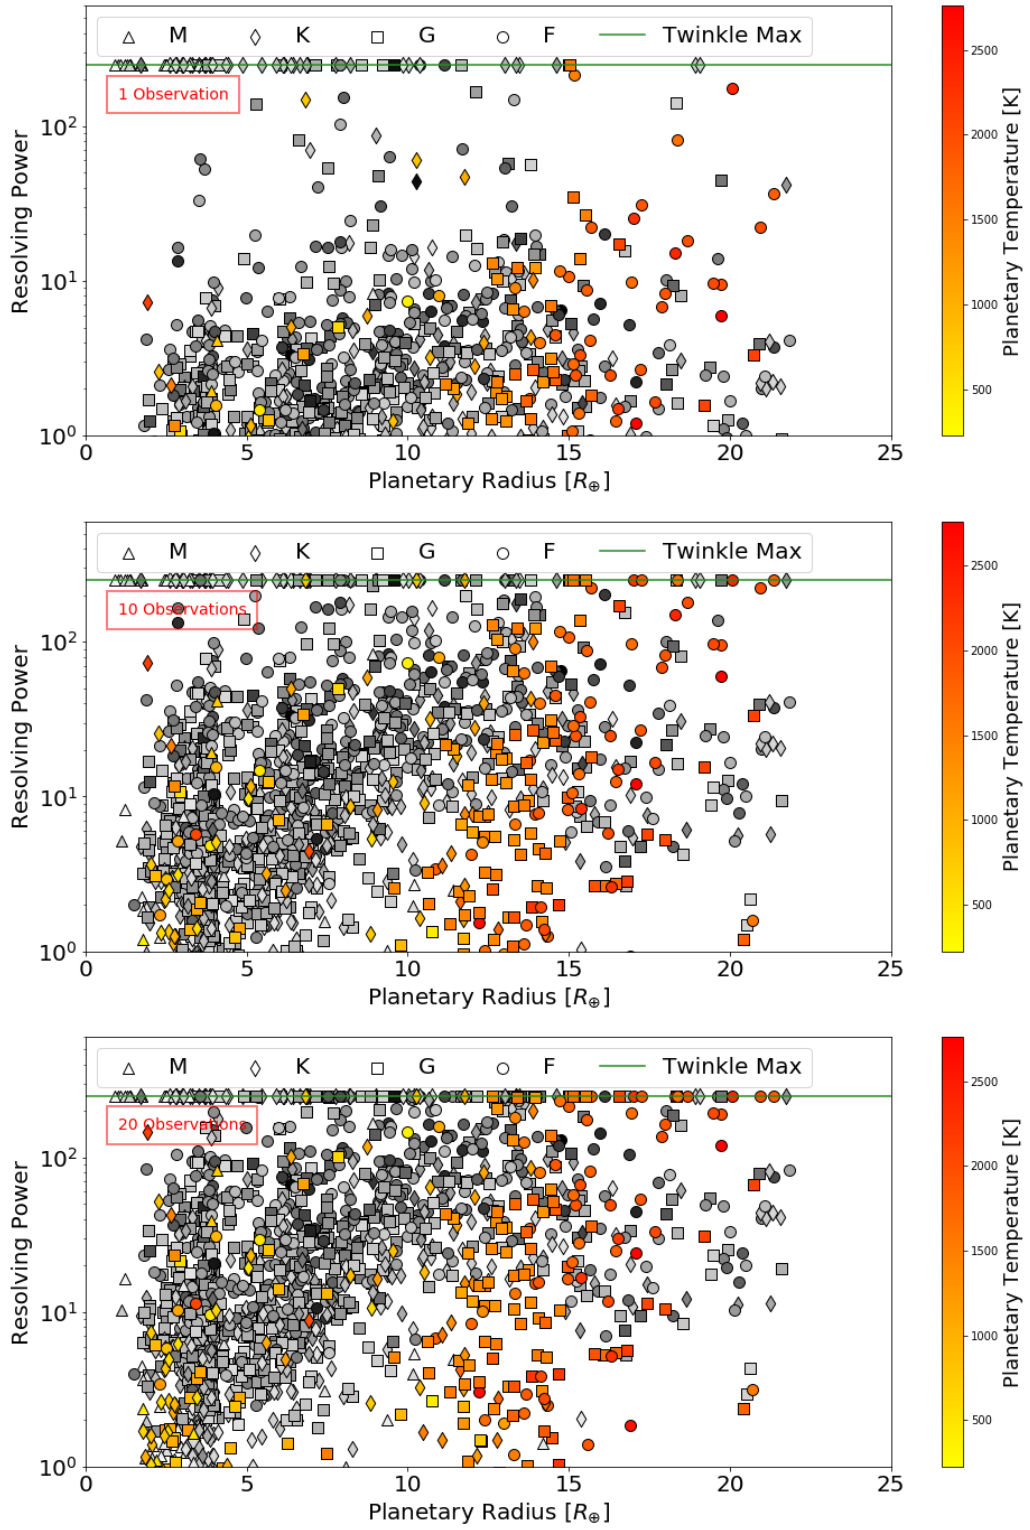 M K G F Twinkle Max
1 Observation
10²
10¹
10⁰
Resolving Power
0 5 10 15 20 25
Planetary Radius [R⊕]
2500
2000
1500
1000
500
Planetary Temperature [K]
M K G F Twinkle Max
10 Observations
10²
10¹
10⁰
Resolving Power
0 5 10 15 20 25
Planetary Radius [R⊕]
2500
2000
1500
1000
500
Planetary Temperature [K]
M K G F Twinkle Max
20 Observations
10²
10¹
10⁰
Resolving Power
0 5 10 15 20 25
Planetary Radius [R⊕]
2500
2000
1500
1000
500
Planetary Temperature [K]